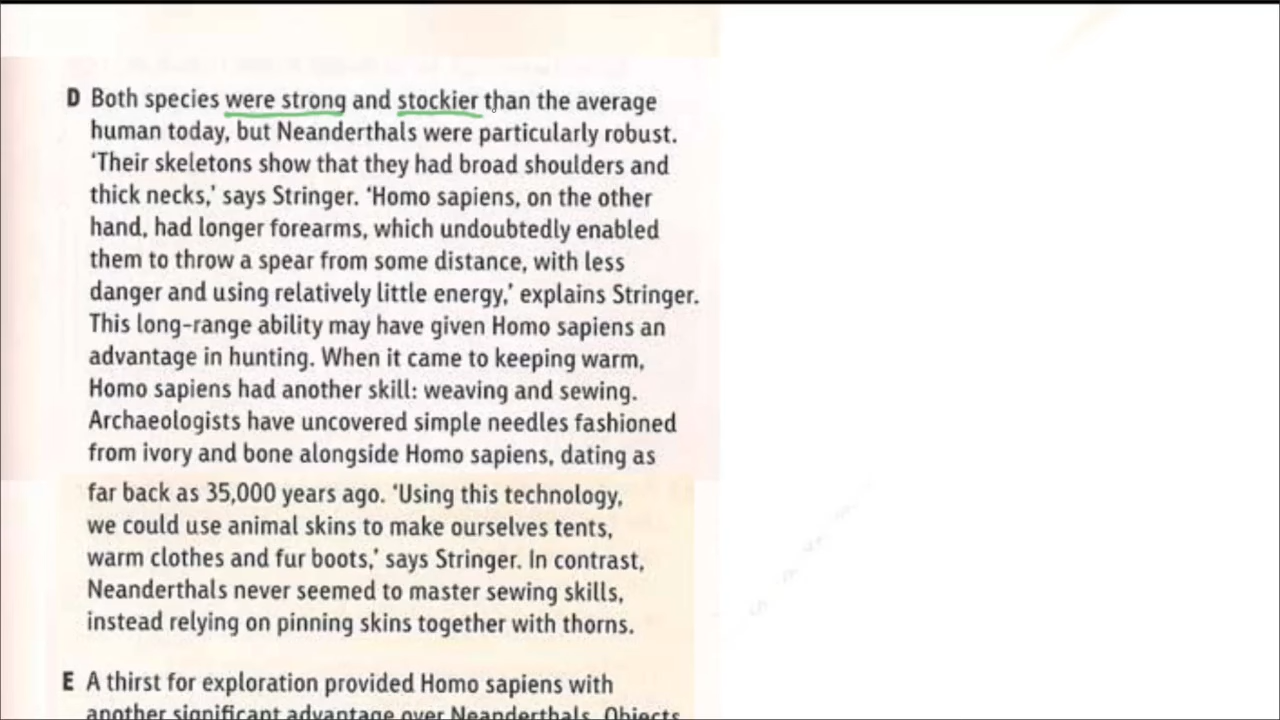 D Both species were strong and stockier than the average
human today, but Neanderthals were particularly robust.
‘Their skeletons show that they had broad shoulders and
thick necks,’ says Stringer. ‘Homo sapiens, on the other
hand, had longer forearms, which undoubtedly enabled
them to throw a spear from some distance, with less
danger and using relatively little energy,’ explains Stringer.
This long-range ability may have given Homo sapiens an
advantage in hunting. When it came to keeping warm,
Homo sapiens had another skill: weaving and sewing.
Archaeologists have uncovered simple needles fashioned
from ivory and bone alongside Homo sapiens, dating as
far back as 35,000 years ago. ‘Using this technology,
we could use animal skins to make ourselves tents,
warm clothes and fur boots,’ says Stringer. In contrast,
Neanderthals never seemed to master sewing skills,
instead relying on pinning skins together with thorns.
E A thirst for exploration provided Homo sapiens with
another significant advantage over Neanderthals. Objects